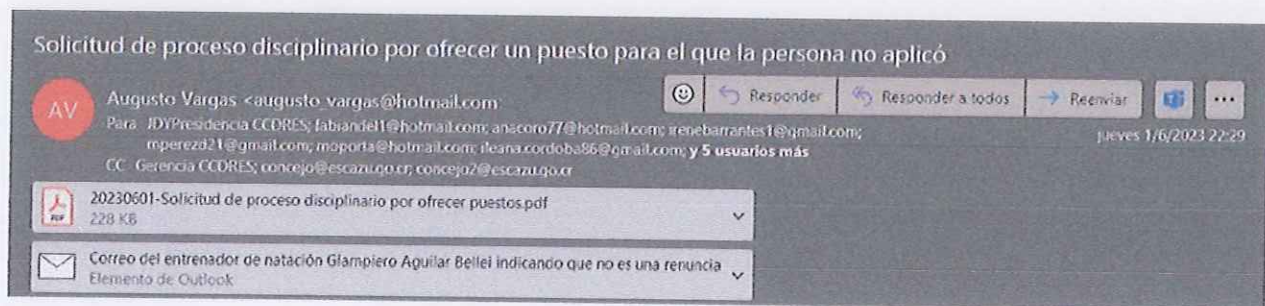 Solicitud de proceso disciplinario por ofrecer un puesto para el que la persona no aplicó
AV
Augusto Vargas <augusto_vargas@hotmail.com
Responder
Responder a todos
Reenviar
Para JDYPresidencia CCDRES; fabiandel1@hotmail.com; anacoro77@hotmail.com; irenebarrantes1@gmail.com;
jueves 1/6/2023 22:29
mperezd21@gmail.com; moporta@hotmail.com; ileana.cordoba86@gmail.com; y 5 usuarios más
CC Gerencia CCDRES; concejo@escazu.go.cr; concejo2@escazu.go.cr
PDF
20230601-Solicitud de proceso disciplinario por ofrecer puestos.pdf
228 KB
Correo del entrenador de natación Giampiero Aguilar Bellei indicando que no es una renuncia
Elemento de Outlook